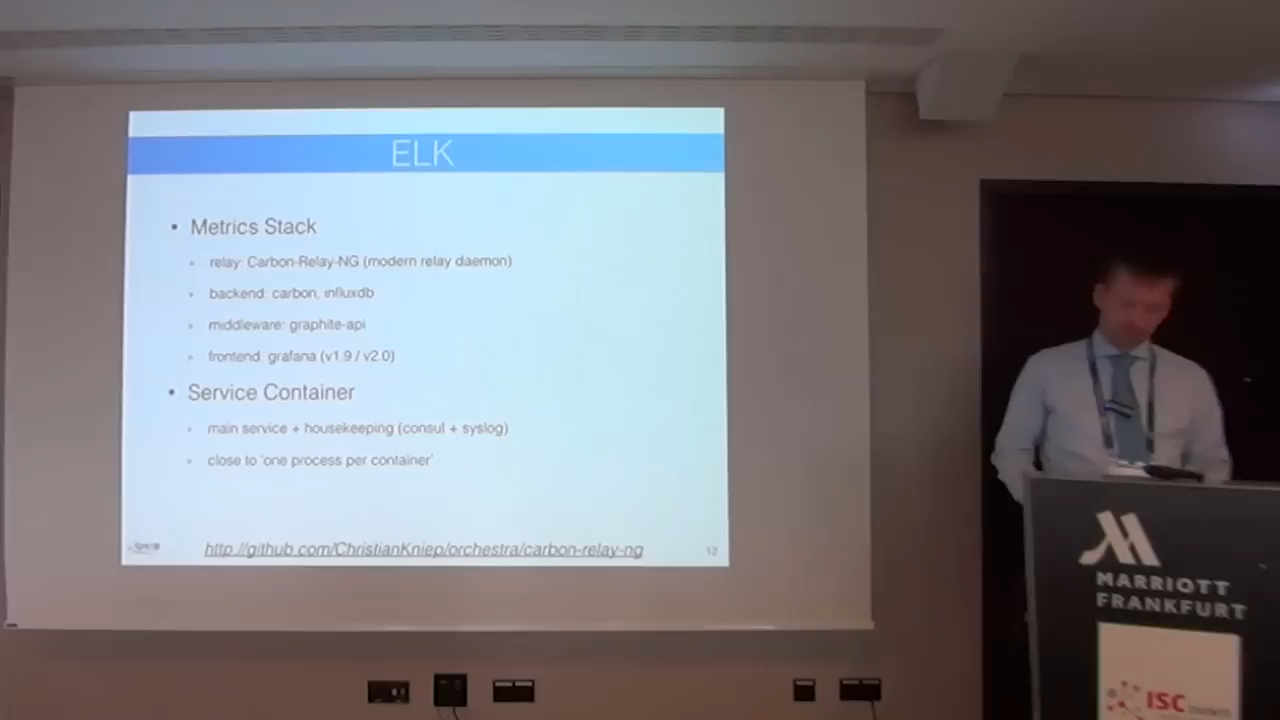 ELK
• Metrics Stack
relay: Carbon-Relay-NG (modern relay daemon)
backend: carbon, influxdb
middleware: graphite-api
frontend: grafana (v1.9 / v2.0)
• Service Container
main service + housekeeping (consul + syslog)
close to 'one process per container'
http://github.com/ChristianKniep/orchestra/carbon-relay-ng
12
MARRIOTT
FRANKFURT
ISC